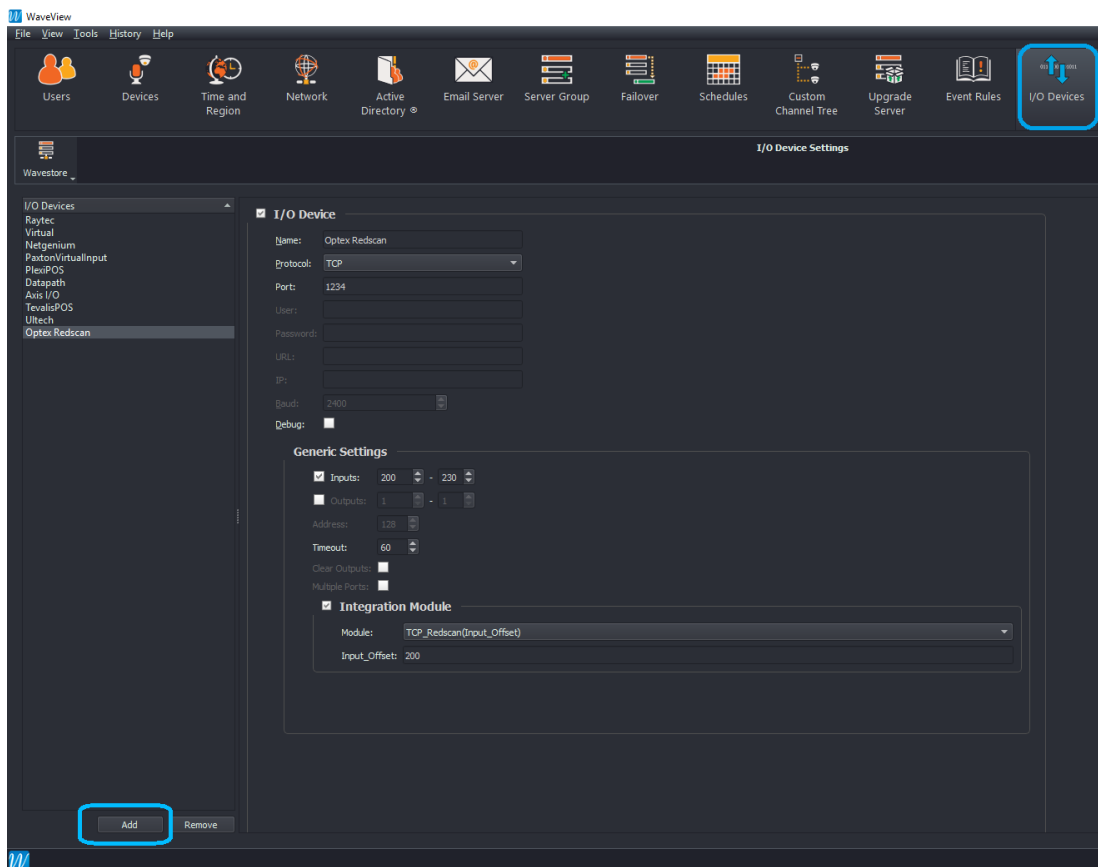 WaveView
File View Tools History Help
Users
Devices
Time and
Region
Network
Active
Directory ®
Email Server
Server Group
Failover
Schedules
Custom
Channel Tree
Upgrade
Server
Event Rules
I/O Devices
Wavestore
I/O Device Settings
I/O Devices
Raytec
Virtual
Netgenium
PaxtonVirtualInput
PlexiPOS
Datapath
Axis I/O
TevalisPOS
Ultech
Optex Redscan
I/O Device
Name: Optex Redscan
Protocol: TCP
Port: 1234
User:
Password:
URL:
IP:
Baud: 2400
Debug:
Generic Settings
Inputs: 200 - 230
Outputs: 1 - 1
Address: 128
Timeout: 60
Clear Outputs:
Multiple Ports:
Integration Module
Module: TCP_Redscan(Input_Offset)
Input_Offset: 200
Add Remove